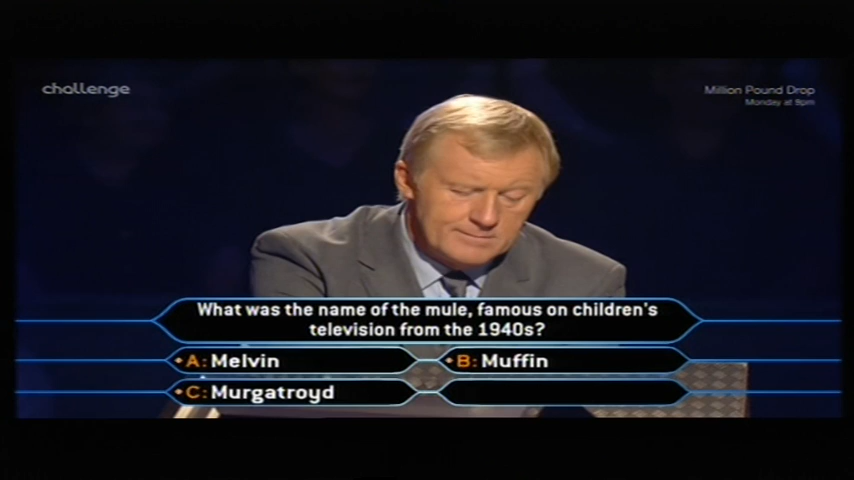 challenge
Million Pound Drop
Monday at 8pm
What was the name of the mule, famous on children's
television from the 1940s?
A: Melvin
B: Muffin
C: Murgatroyd